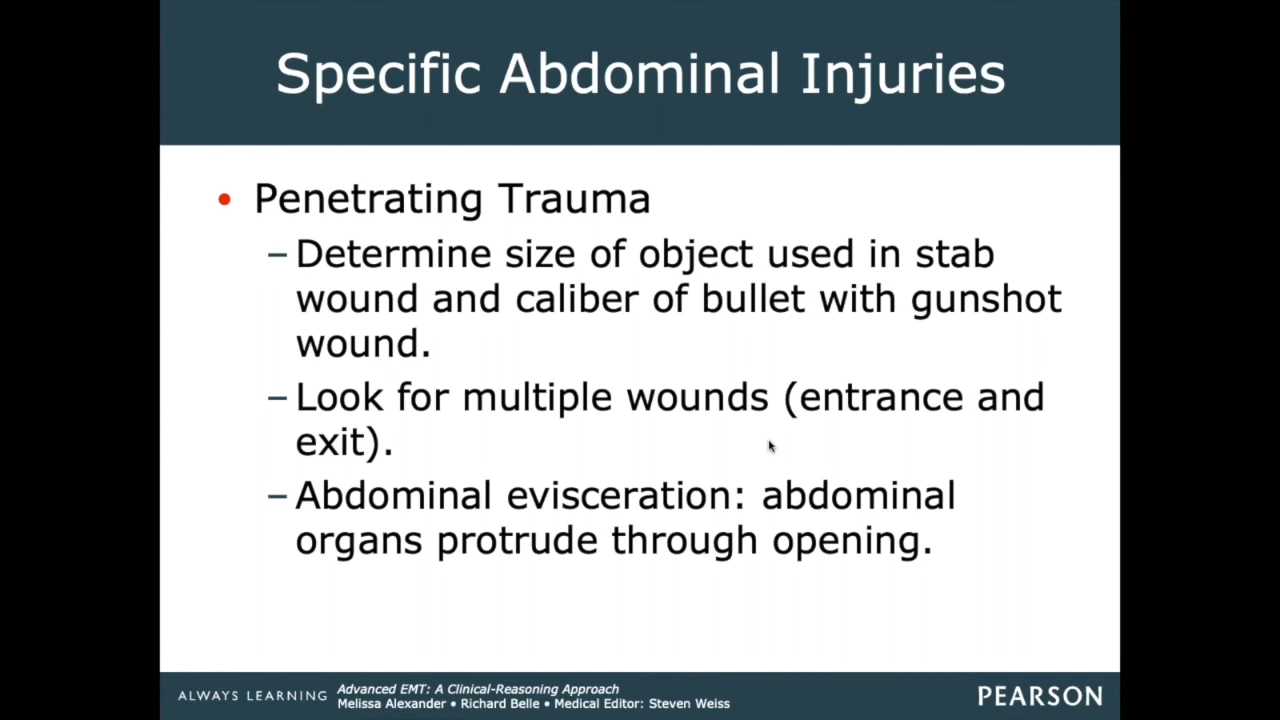 Specific Abdominal Injuries
• Penetrating Trauma
– Determine size of object used in stab
wound and caliber of bullet with gunshot
wound.
– Look for multiple wounds (entrance and
exit).
– Abdominal evisceration: abdominal
organs protrude through opening.
ALWAYS LEARNING
Advanced EMT: A Clinical-Reasoning Approach
Melissa Alexander • Richard Belle • Medical Editor: Steven Weiss
PEARSON